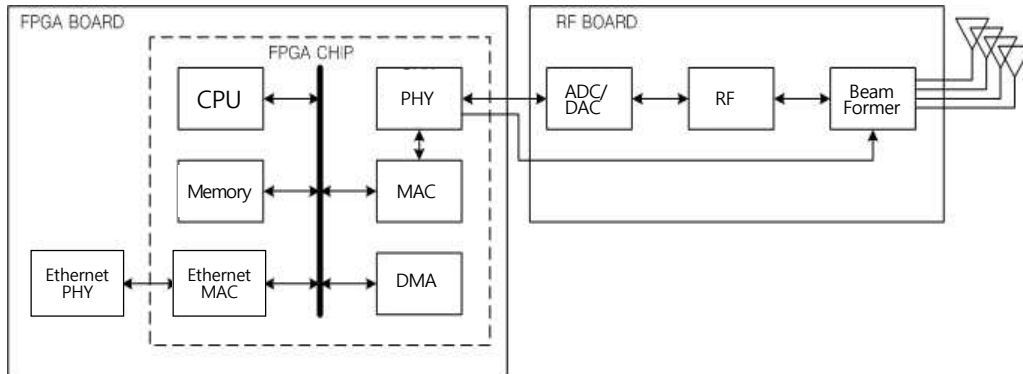 FPGA BOARD
RF BOARD
FPGA CHIP
CPU
PHY
ADC/
DAC
RF
Beam
Former
Memory
MAC
Ethernet
PHY
Ethernet
MAC
DMA